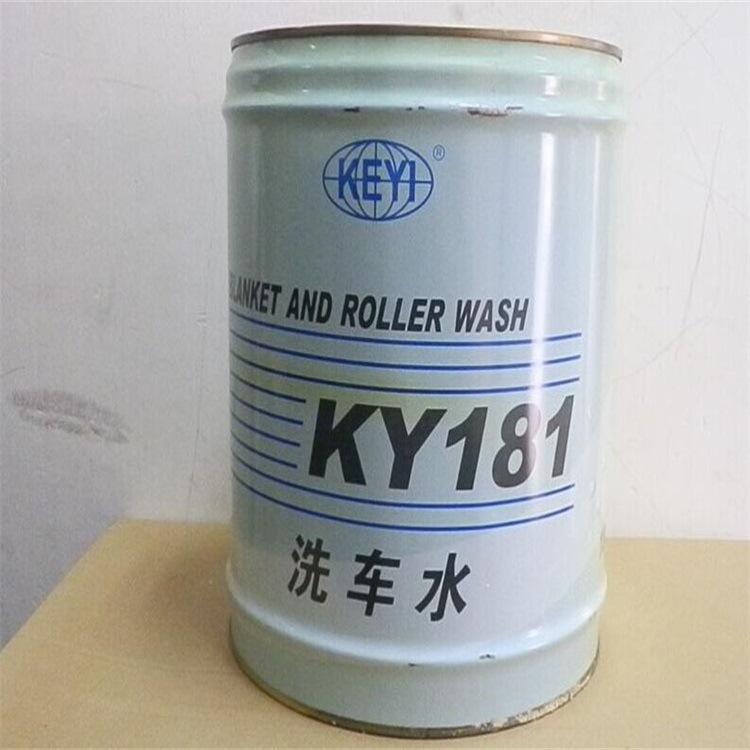 KEYI®
BLANKET AND ROLLER WASH
KY181
洗车水